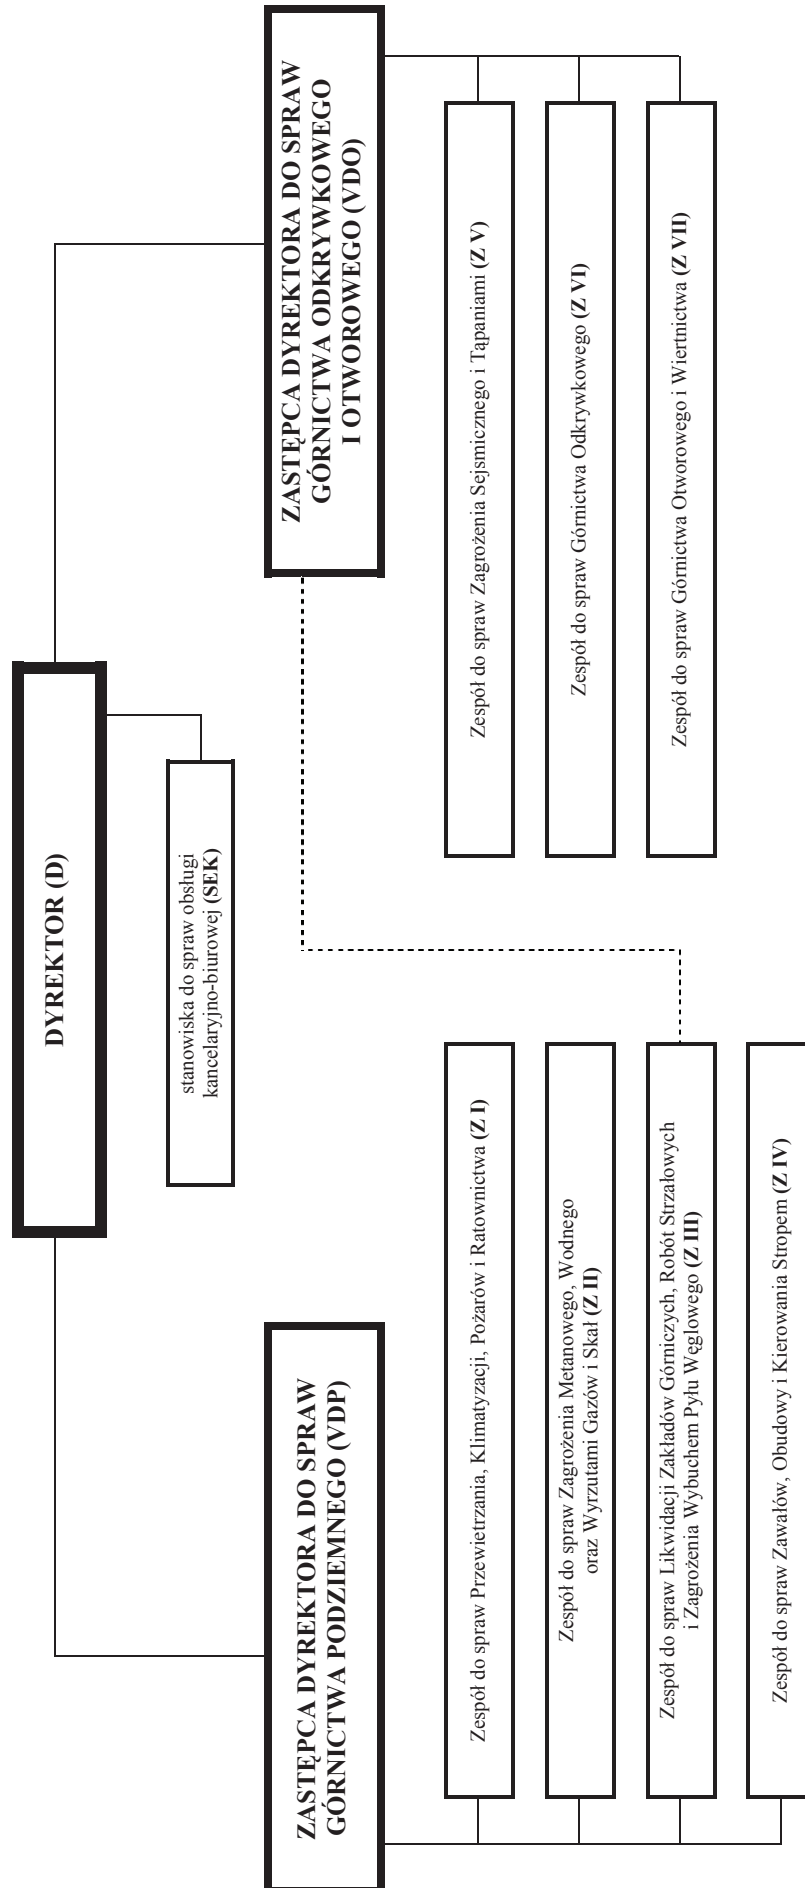 DYREKTOR (D)
stanowiska do spraw obsługi
kancelaryjno-biurowej (SEK)
ZASTĘPCA DYREKTORA DO SPRAW
GÓRNICTWA PODZIEMNEGO (VDP)
ZASTĘPCA DYREKTORA DO SPRAW
GÓRNICTWA ODKRYWKOWEGO
I OTWOROWEGO (VDO)
Zespół do spraw Przewietrzania, Klimatyzacji, Pożarów i Ratownictwa (Z I)
Zespół do spraw Zagrożenia Metanowego, Wodnego
oraz Wyrzutami Gazów i Skał (Z II)
Zespół do spraw Likwidacji Zakładów Górniczych, Robót Strzałowych
i Zagrożenia Wybuchem Pyłu Węglowego (Z III)
Zespół do spraw Zawałów, Obudowy i Kierowania Stropem (Z IV)
Zespół do spraw Zagrożenia Sejsmicznego i Tąpaniami (Z V)
Zespół do spraw Górnictwa Odkrywkowego (Z VI)
Zespół do spraw Górnictwa Otworowego i Wiertnictwa (Z VII)